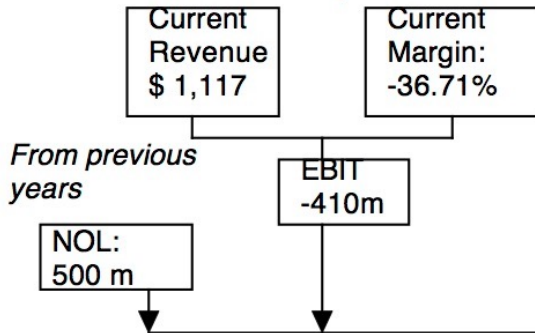 Current
Revenue
$ 1,117
Current
Margin:
-36.71%
From previous
years
EBIT
-410m
NOL:
500 m